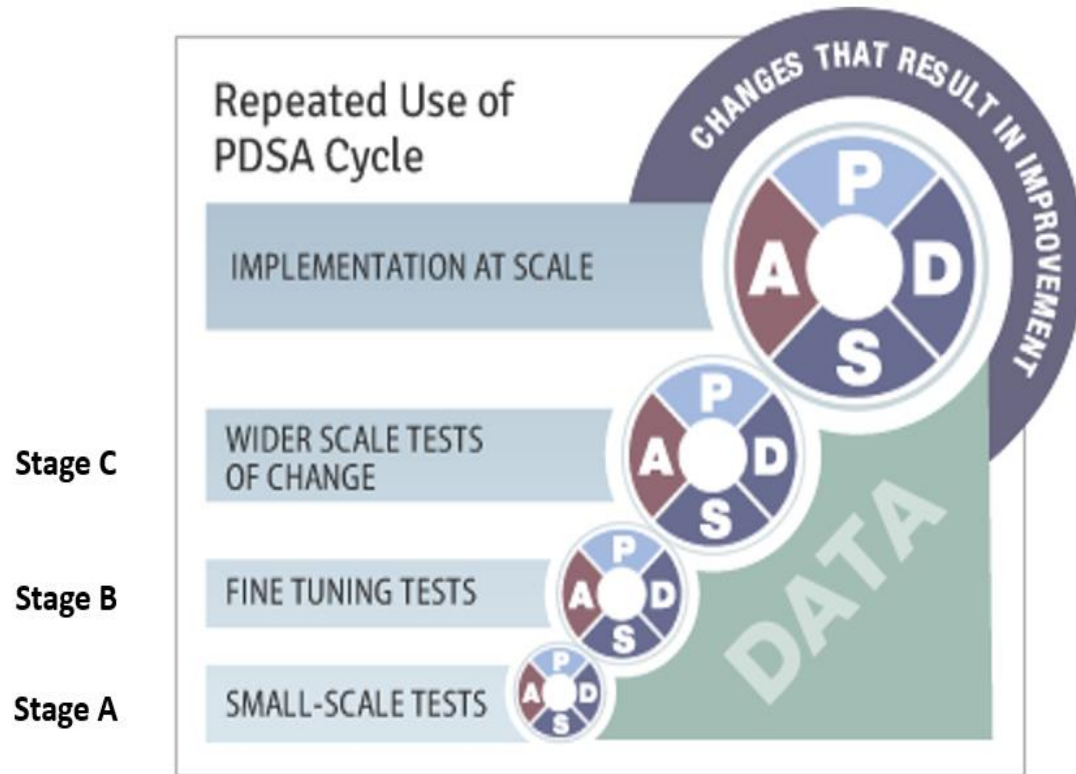 Repeated Use of
PDSA Cycle
CHANGES THAT RESULT IN IMPROVEMENT
IMPLEMENTATION AT SCALE
P
A
D
S
Stage C
WIDER SCALE TESTS
OF CHANGE
P
A
D
S
Stage B
FINE TUNING TESTS
P
A
D
S
Stage A
SMALL-SCALE TESTS
P
A
D
S
DATA